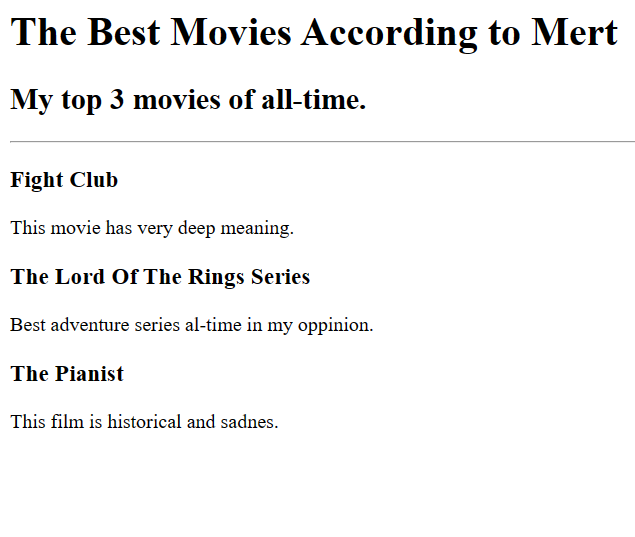 The Best Movies According to Mert
My top 3 movies of all-time.
Fight Club
This movie has very deep meaning.
The Lord Of The Rings Series
Best adventure series al-time in my oppinion.
The Pianist
This film is historical and sadnes.